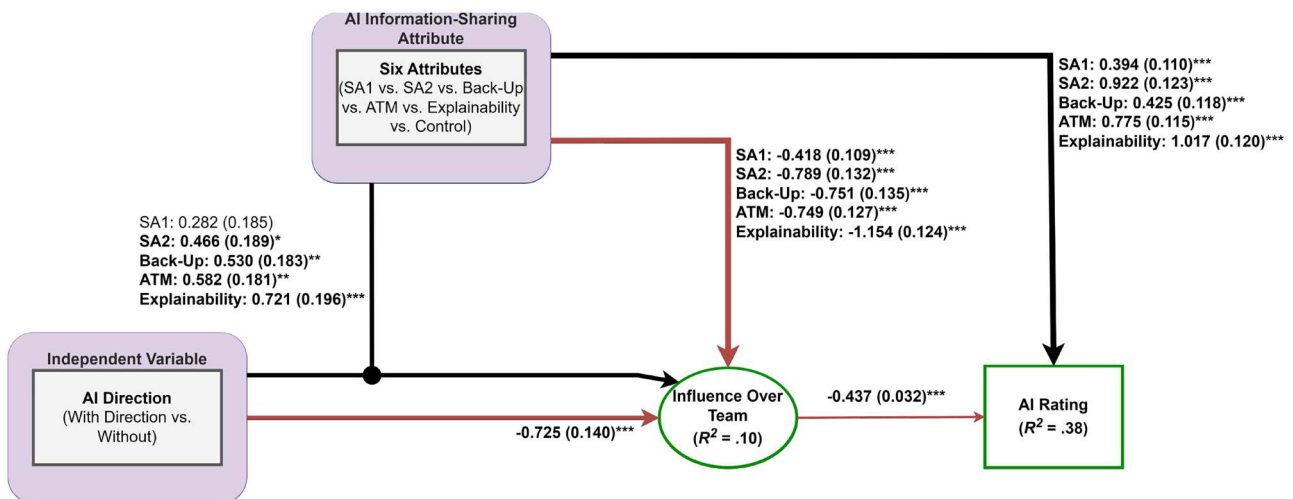 AI Information-Sharing
Attribute
Six Attributes
(SA1 vs. SA2 vs. Back-Up
vs. ATM vs. Explainability
vs. Control)
SA1: 0.394 (0.110)***
SA2: 0.922 (0.123)***
Back-Up: 0.425 (0.118)***
ATM: 0.775 (0.115)***
Explainability: 1.017 (0.120)***
SA1: -0.418 (0.109)***
SA2: -0.789 (0.132)***
Back-Up: -0.751 (0.135)***
ATM: -0.749 (0.127)***
Explainability: -1.154 (0.124)***
SA1: 0.282 (0.185)
SA2: 0.466 (0.189)*
Back-Up: 0.530 (0.183)**
ATM: 0.582 (0.181)**
Explainability: 0.721 (0.196)***
Independent Variable
AI Direction
(With Direction vs.
Without)
-0.725 (0.140)***
Influence Over
Team
(R² = .10)
-0.437 (0.032)***
AI Rating
(R² = .38)